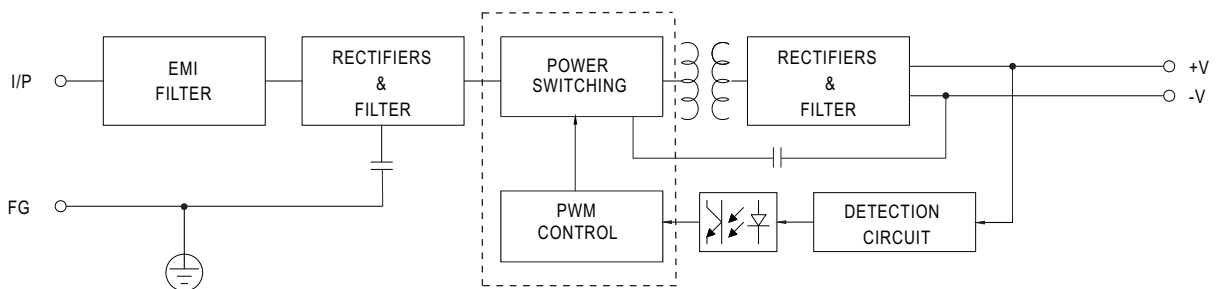 I/P
EMI
FILTER
RECTIFIERS
&
FILTER
POWER
SWITCHING
RECTIFIERS
&
FILTER
+V
-V
FG
PWM
CONTROL
DETECTION
CIRCUIT